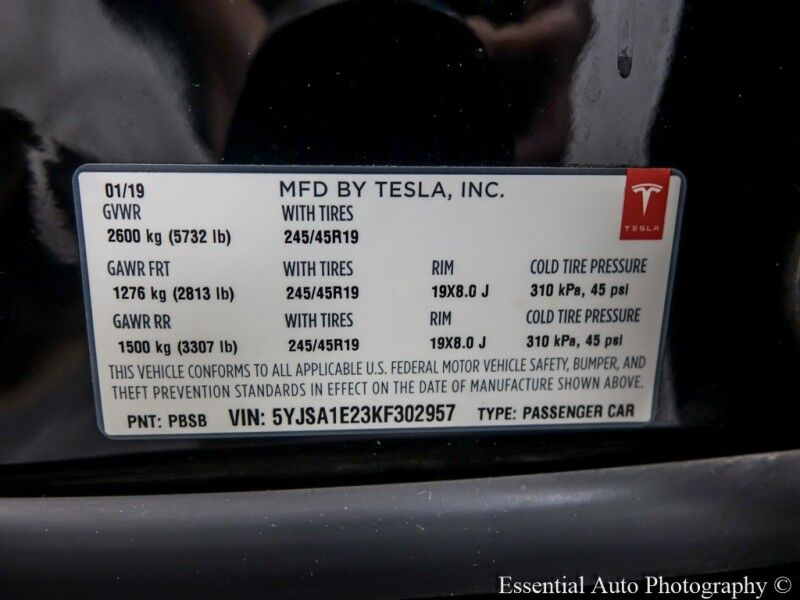 01/19 MFD BY TESLA, INC.
GVWR WITH TIRES
2600 kg (5732 lb) 245/45R19
TESLA
GAWR FRT WITH TIRES RIM COLD TIRE PRESSURE
1276 kg (2813 lb) 245/45R19 19X8.0 J 310 kPa, 45 psi
GAWR RR WITH TIRES RIM COLD TIRE PRESSURE
1500 kg (3307 lb) 245/45R19 19X8.0 J 310 kPa, 45 psi
THIS VEHICLE CONFORMS TO ALL APPLICABLE U.S. FEDERAL MOTOR VEHICLE SAFETY, BUMPER, AND
THEFT PREVENTION STANDARDS IN EFFECT ON THE DATE OF MANUFACTURE SHOWN ABOVE.
PNT: PBSB VIN: 5YJSA1E23KF302957 TYPE: PASSENGER CAR
Essential Auto Photography ©